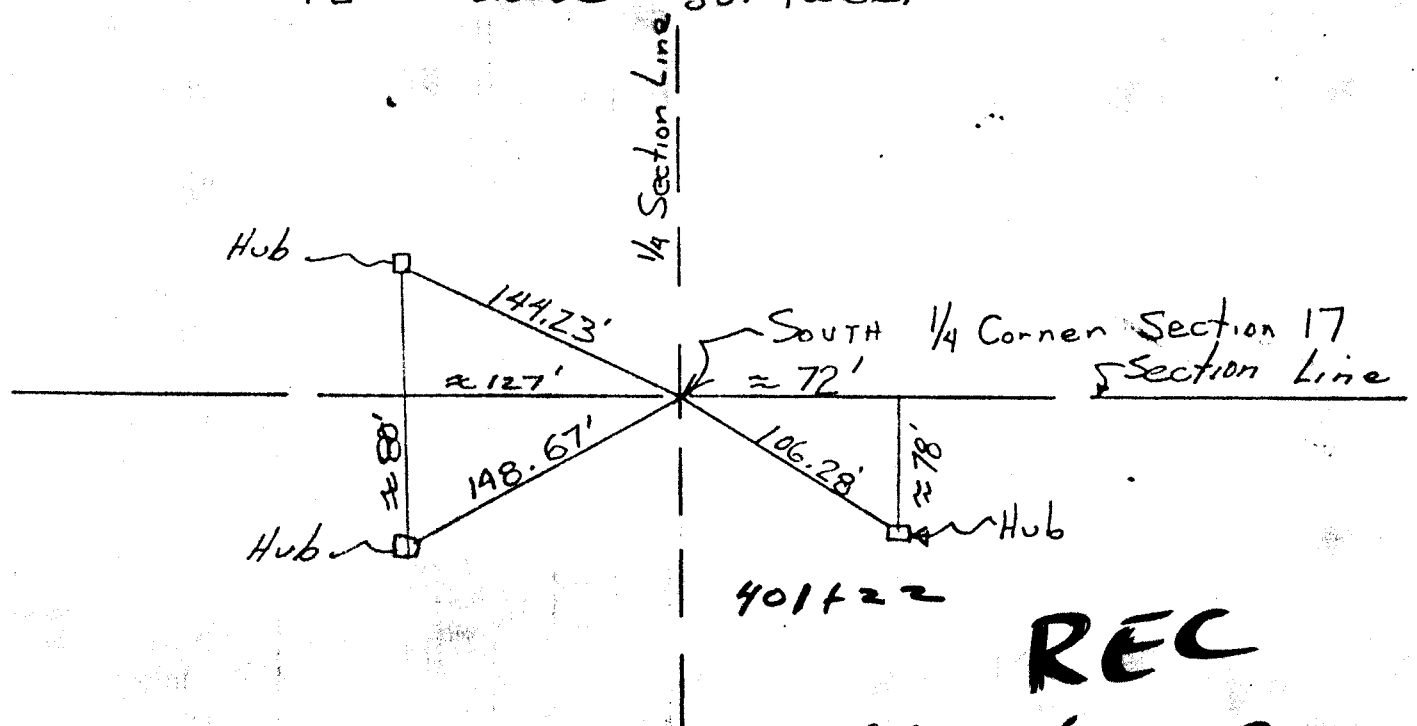 1/4 Section Line
Hub
144.23'
SOUTH 1/4 Corner Section 17
Section Line
≈ 127'
≈ 72'
≈ 80'
148.67'
106.28'
≈ 78'
Hub
Hub
401+22
REC